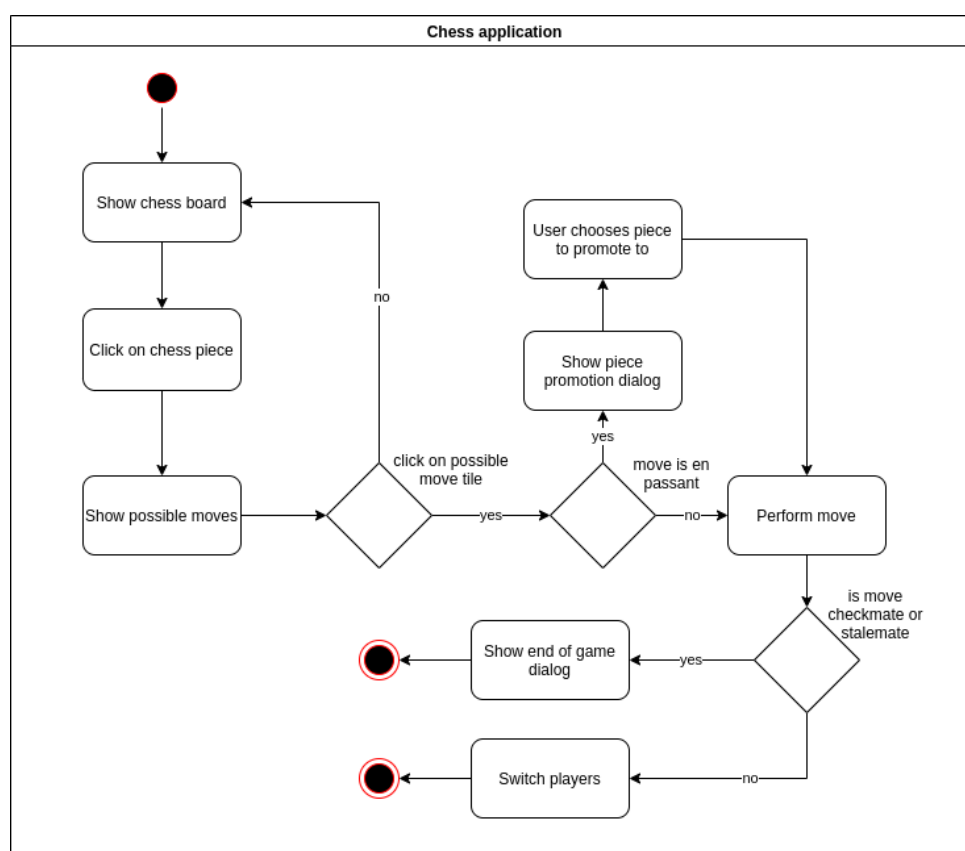 Chess application
Show chess board
User chooses piece
to promote to
no
Click on chess piece
Show piece
promotion dialog
yes
click on possible
move tile
move is en
passant
Show possible moves
yes
no
Perform move
is move
checkmate or
stalemate
Show end of game
dialog
yes
Switch players
no